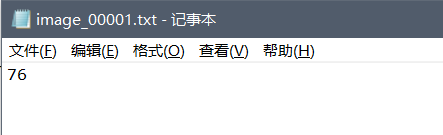 image_00001.txt - 记事本
文件(F) 编辑(E) 格式(O) 查看(V) 帮助(H)
76